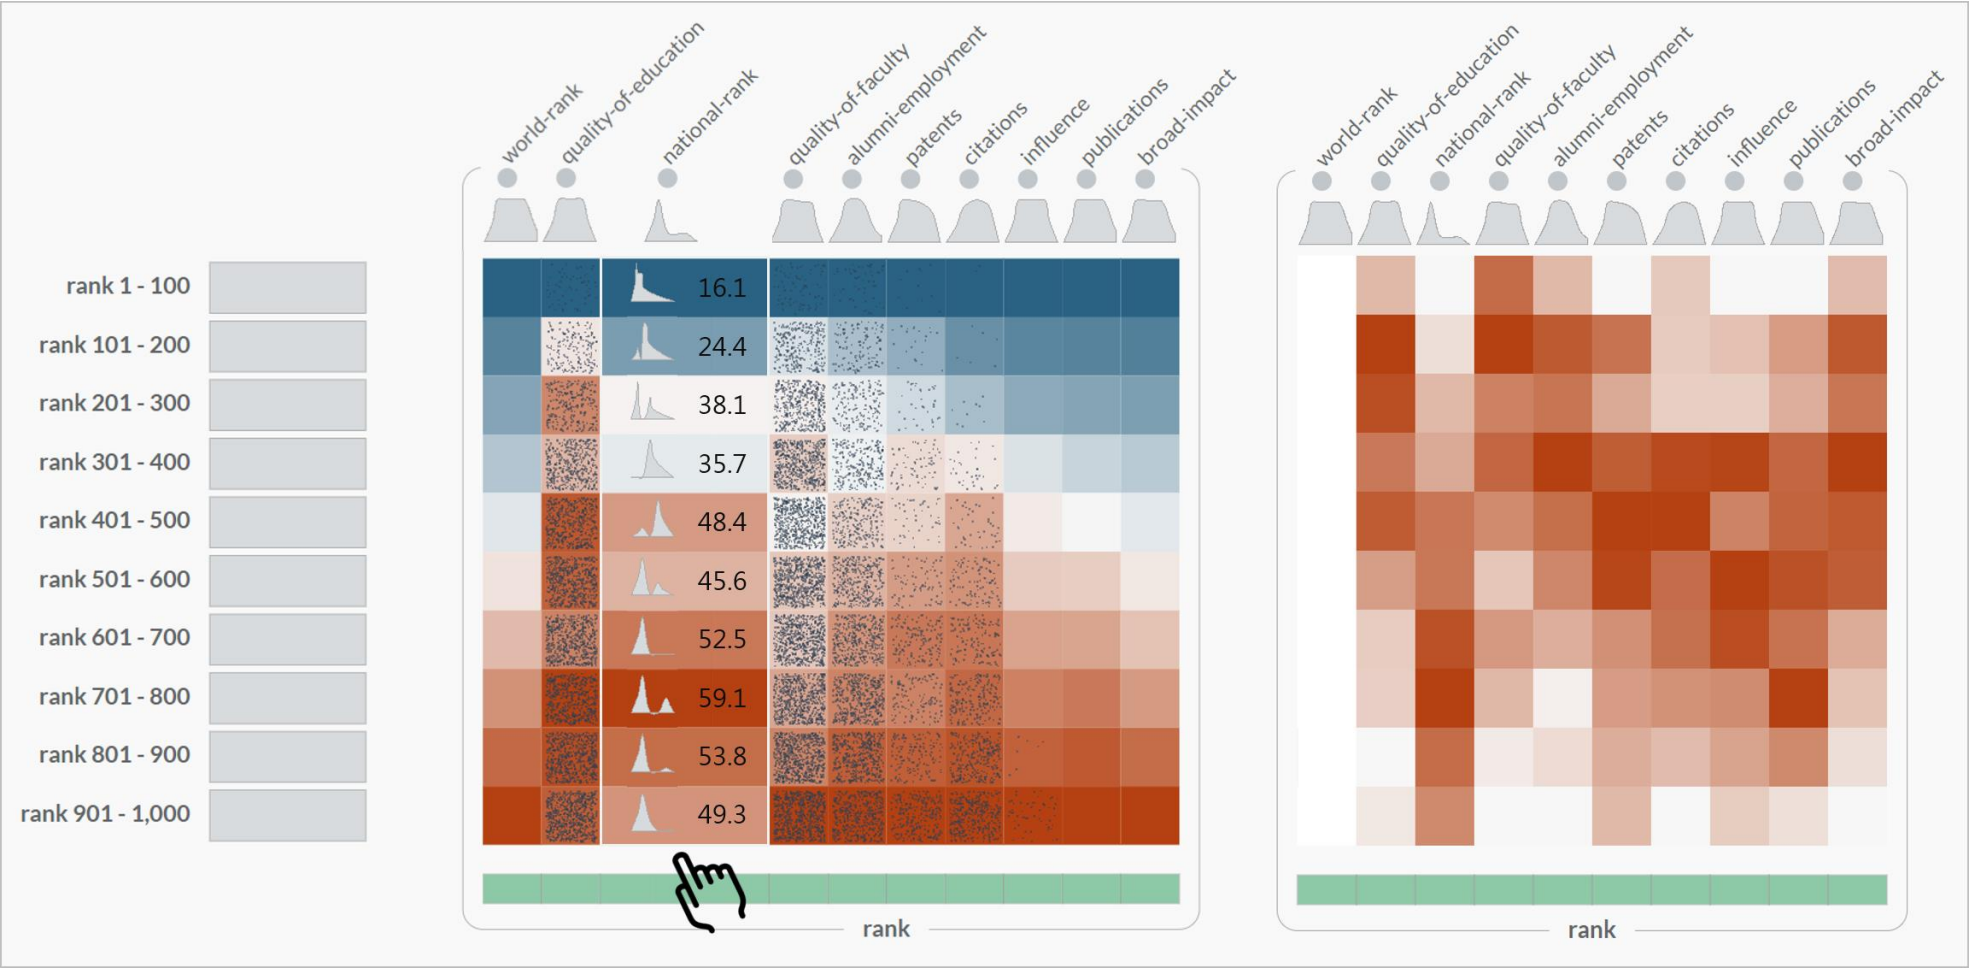 world-rank
quality-of-education
national-rank
quality-of-faculty
alumni-employment
patents
citations
influence
publications
broad-impact
world-rank
quality-of-education
national-rank
quality-of-faculty
alumni-employment
patents
citations
influence
publications
broad-impact
rank 1 - 100
16.1
rank 101 - 200
24.4
rank 201 - 300
38.1
rank 301 - 400
35.7
rank 401 - 500
48.4
rank 501 - 600
45.6
rank 601 - 700
52.5
rank 701 - 800
59.1
rank 801 - 900
53.8
rank 901 - 1,000
49.3
rank
rank